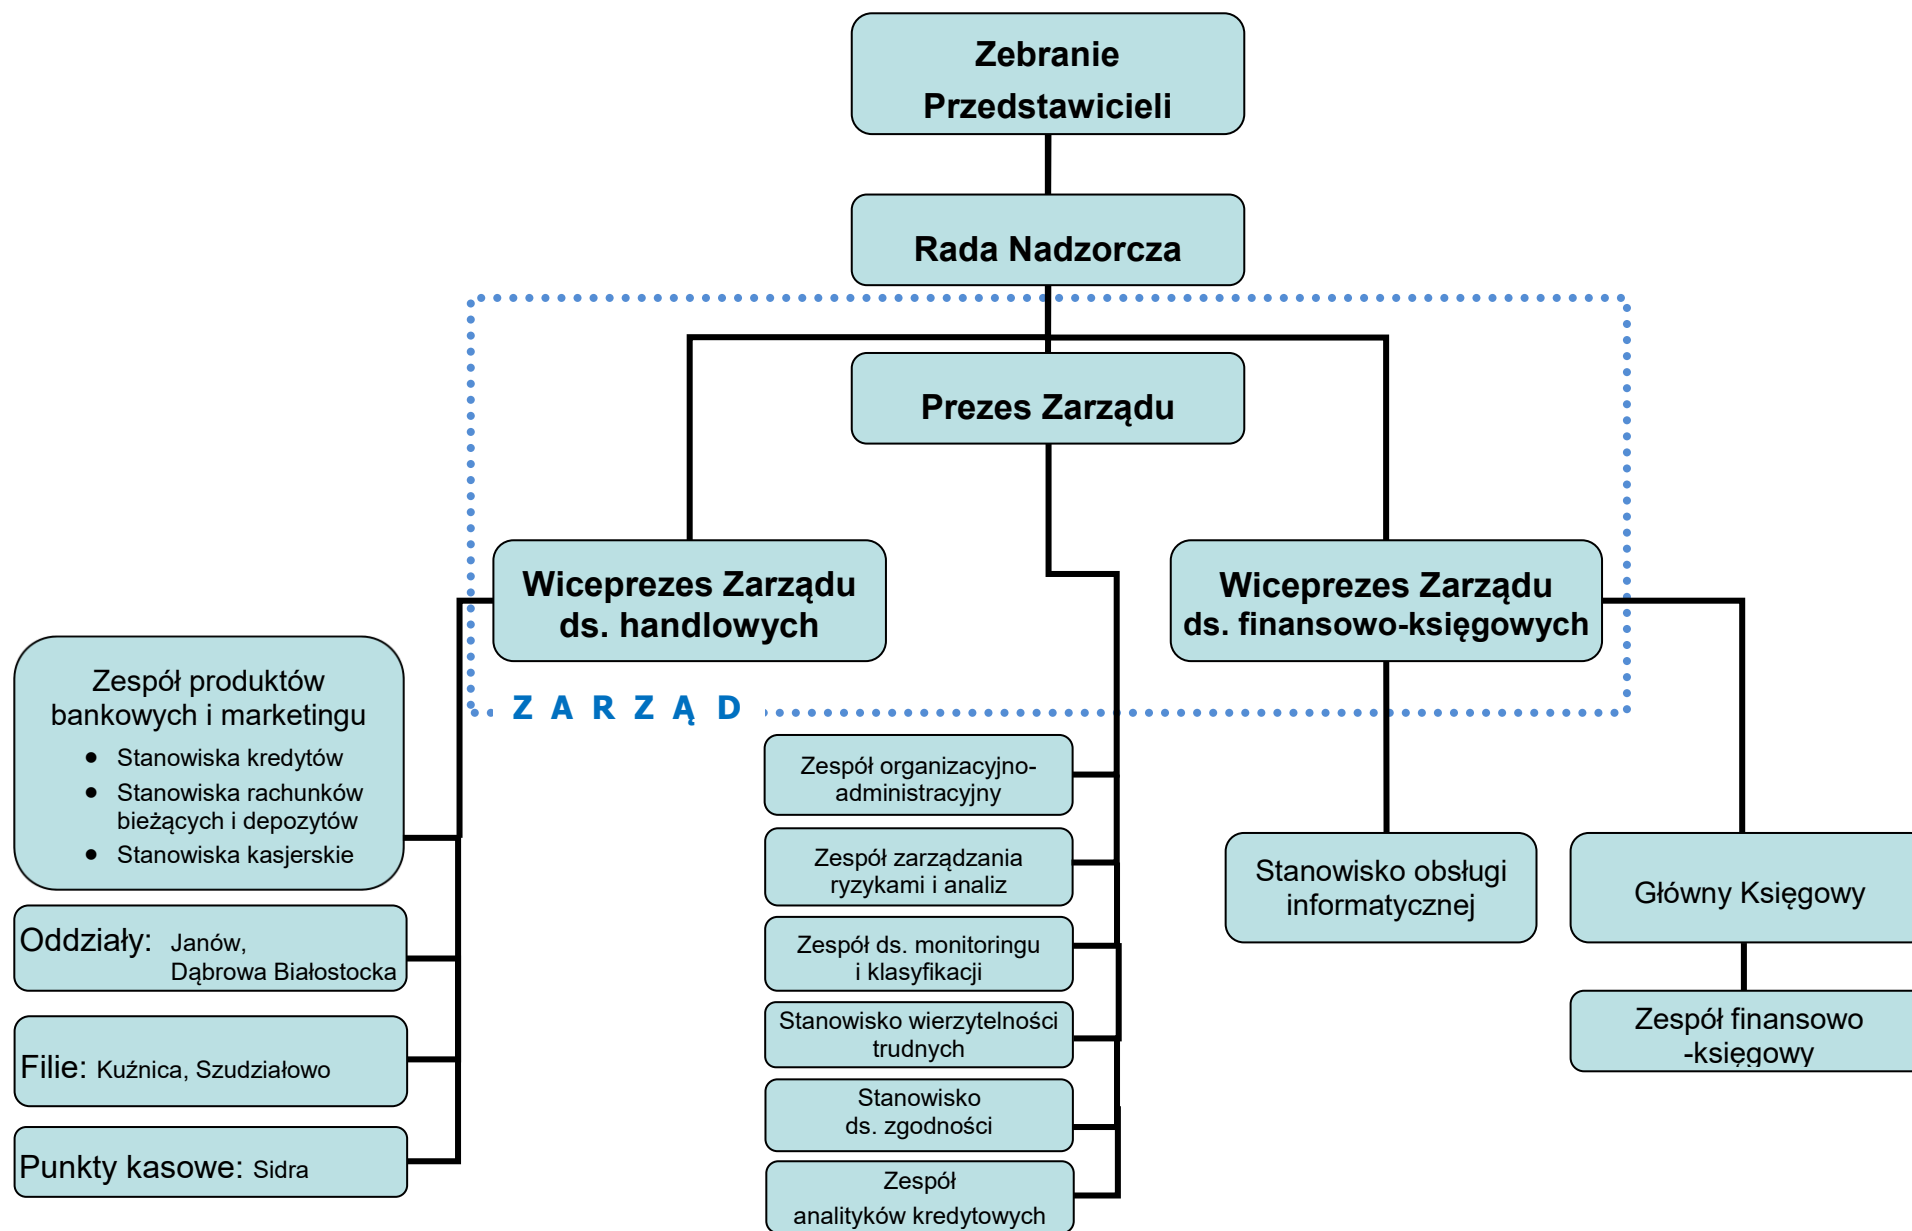 Zebranie
Przedstawicieli
Rada Nadzorcza
Prezes Zarządu
Wiceprezes Zarządu
ds. handlowych
Wiceprezes Zarządu
ds. finansowo-księgowych
Z A R Z Ą D
Zespół produktów
bankowych i marketingu
● Stanowiska kredytów
● Stanowiska rachunków
bieżących i depozytów
● Stanowiska kasjerskie
Oddziały: Janów,
Dąbrowa Białostocka
Filie: Kuźnica, Szudziałowo
Punkty kasowe: Sidra
Zespół organizacyjno-
administracyjny
Zespół zarządzania
ryzykami i analiz
Zespół ds. monitoringu
i klasyfikacji
Stanowisko wierzytelności
trudnych
Stanowisko
ds. zgodności
Zespół
analityków kredytowych
Stanowisko obsługi
informatycznej
Główny Księgowy
Zespół finansowo
-księgowy